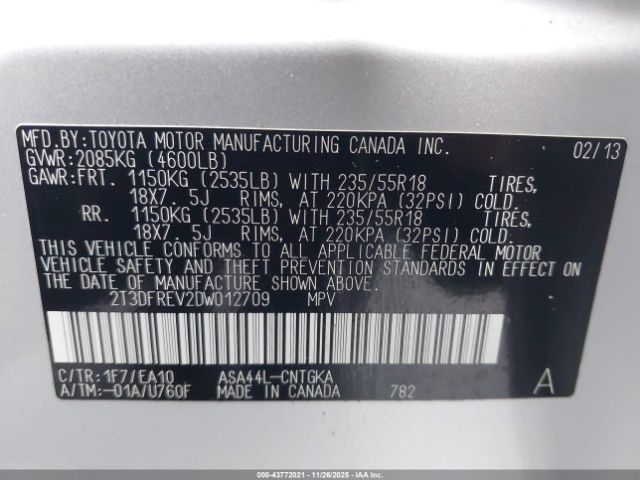 MFD.BY:TOYOTA MOTOR MANUFACTURING CANADA INC. 02/13
GVWR:2085KG (4600LB)
GAWR:FRT. 1150KG (2535LB) WITH 235/55R18 TIRES,
18X7. 5J RIMS, AT 220KPA (32PSI) COLD.
RR. 1150KG (2535LB) WITH 235/55R18 TIRES,
18X7. 5J RIMS, AT 220KPA (32PSI) COLD.
THIS VEHICLE CONFORMS TO ALL APPLICABLE FEDERAL MOTOR
VEHICLE SAFETY AND THEFT PREVENTION STANDARDS IN EFFECT ON
THE DATE OF MANUFACTURE SHOWN ABOVE.
2T3DFREV2DW012709 MPV
C/TR:1F7/EA10 ASA44L-CNTGKA A
A/TM:-01A/U760F MADE IN CANADA 782
000-43772021 - 11/26/2025 - IAAI